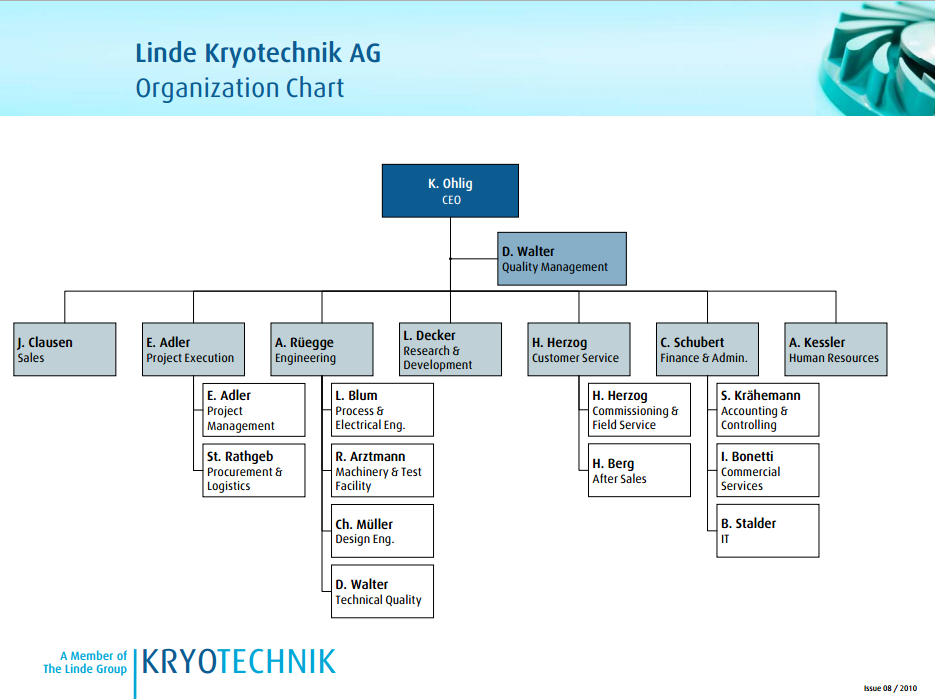 Linde Kryotechnik AG
Organization Chart
K. Ohlig
CEO
D. Walter
Quality Management
J. Clausen
Sales
E. Adler
Project Execution
A. Rüegge
Engineering
L. Decker
Research &
Development
H. Herzog
Customer Service
C. Schubert
Finance & Admin.
A. Kessler
Human Resources
E. Adler
Project
Management
St. Rathgeb
Procurement &
Logistics
L. Blum
Process &
Electrical Eng.
R. Arztmann
Machinery & Test
Facility
Ch. Müller
Design Eng.
D. Walter
Technical Quality
H. Herzog
Commissioning &
Field Service
H. Berg
After Sales
S. Krähemann
Accounting &
Controlling
I. Bonetti
Commercial
Services
B. Stalder
IT
A Member of
The Linde Group
KRYOTECHNIK
Issue 08 / 2010